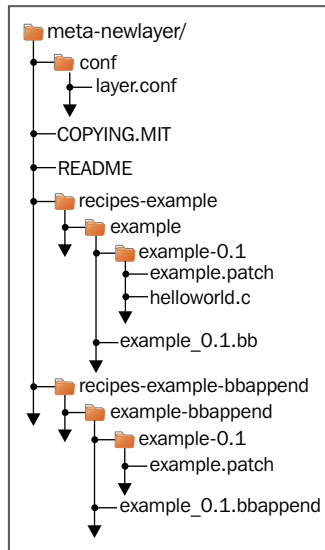 meta-newlayer/
conf
layer.conf
COPYING.MIT
README
recipes-example
example
example-0.1
example.patch
helloworld.c
example_0.1.bb
recipes-example-bbappend
example-bbappend
example-0.1
example.patch
example_0.1.bbappend